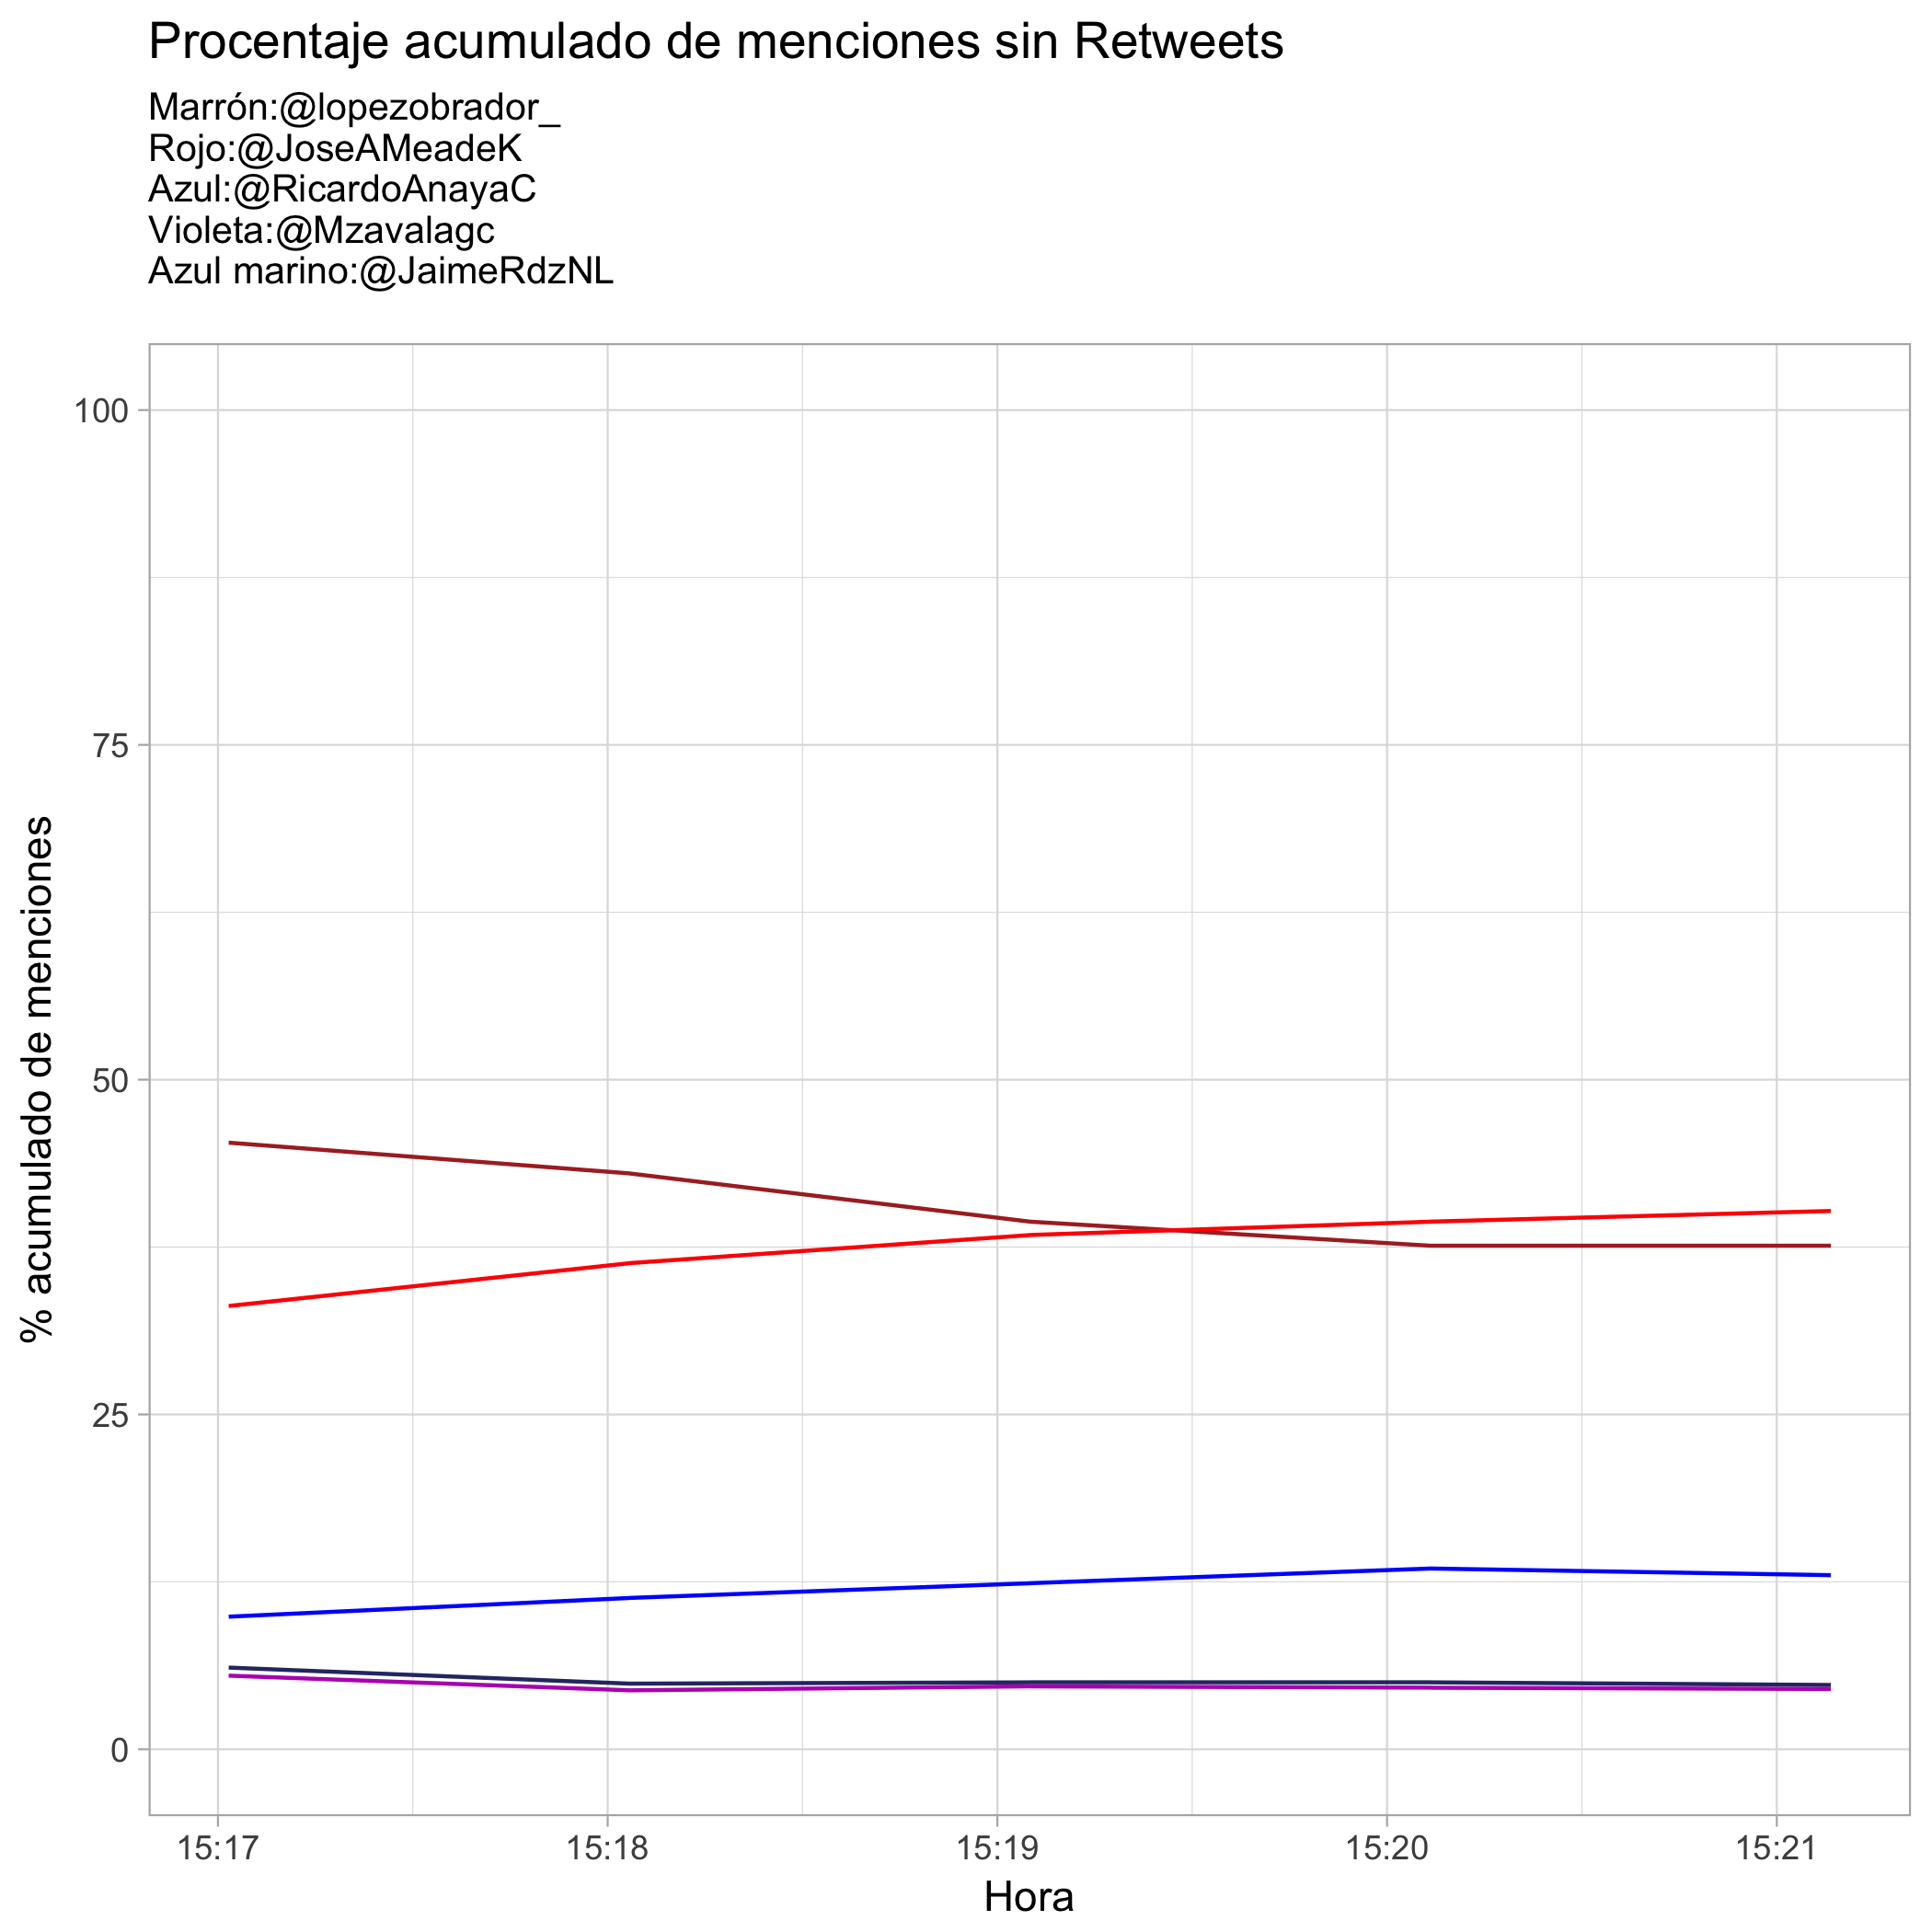 Procentaje acumulado de menciones sin Retweets
Marrón:@lopezobrador_
Rojo:@JoseAMeadeK
Azul:@RicardoAnayaC
Violeta:@Mzavalagc
Azul marino:@JaimeRdzNL
% acumulado de menciones
100
75
50
25
0
15:17
15:18
15:19
15:20
15:21
Hora